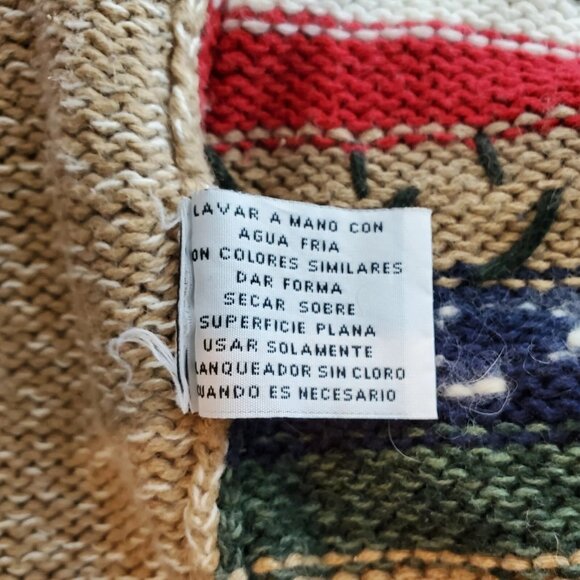 LAVAR A MANO CON
AGUA FRIA
ON COLORES SIMILARES
DAR FORMA
SECAR SOBRE
SUPERFICIE PLANA
USAR SOLAMENTE
LANQUEADOR SIN CLORO
UANDO ES NECESARIO